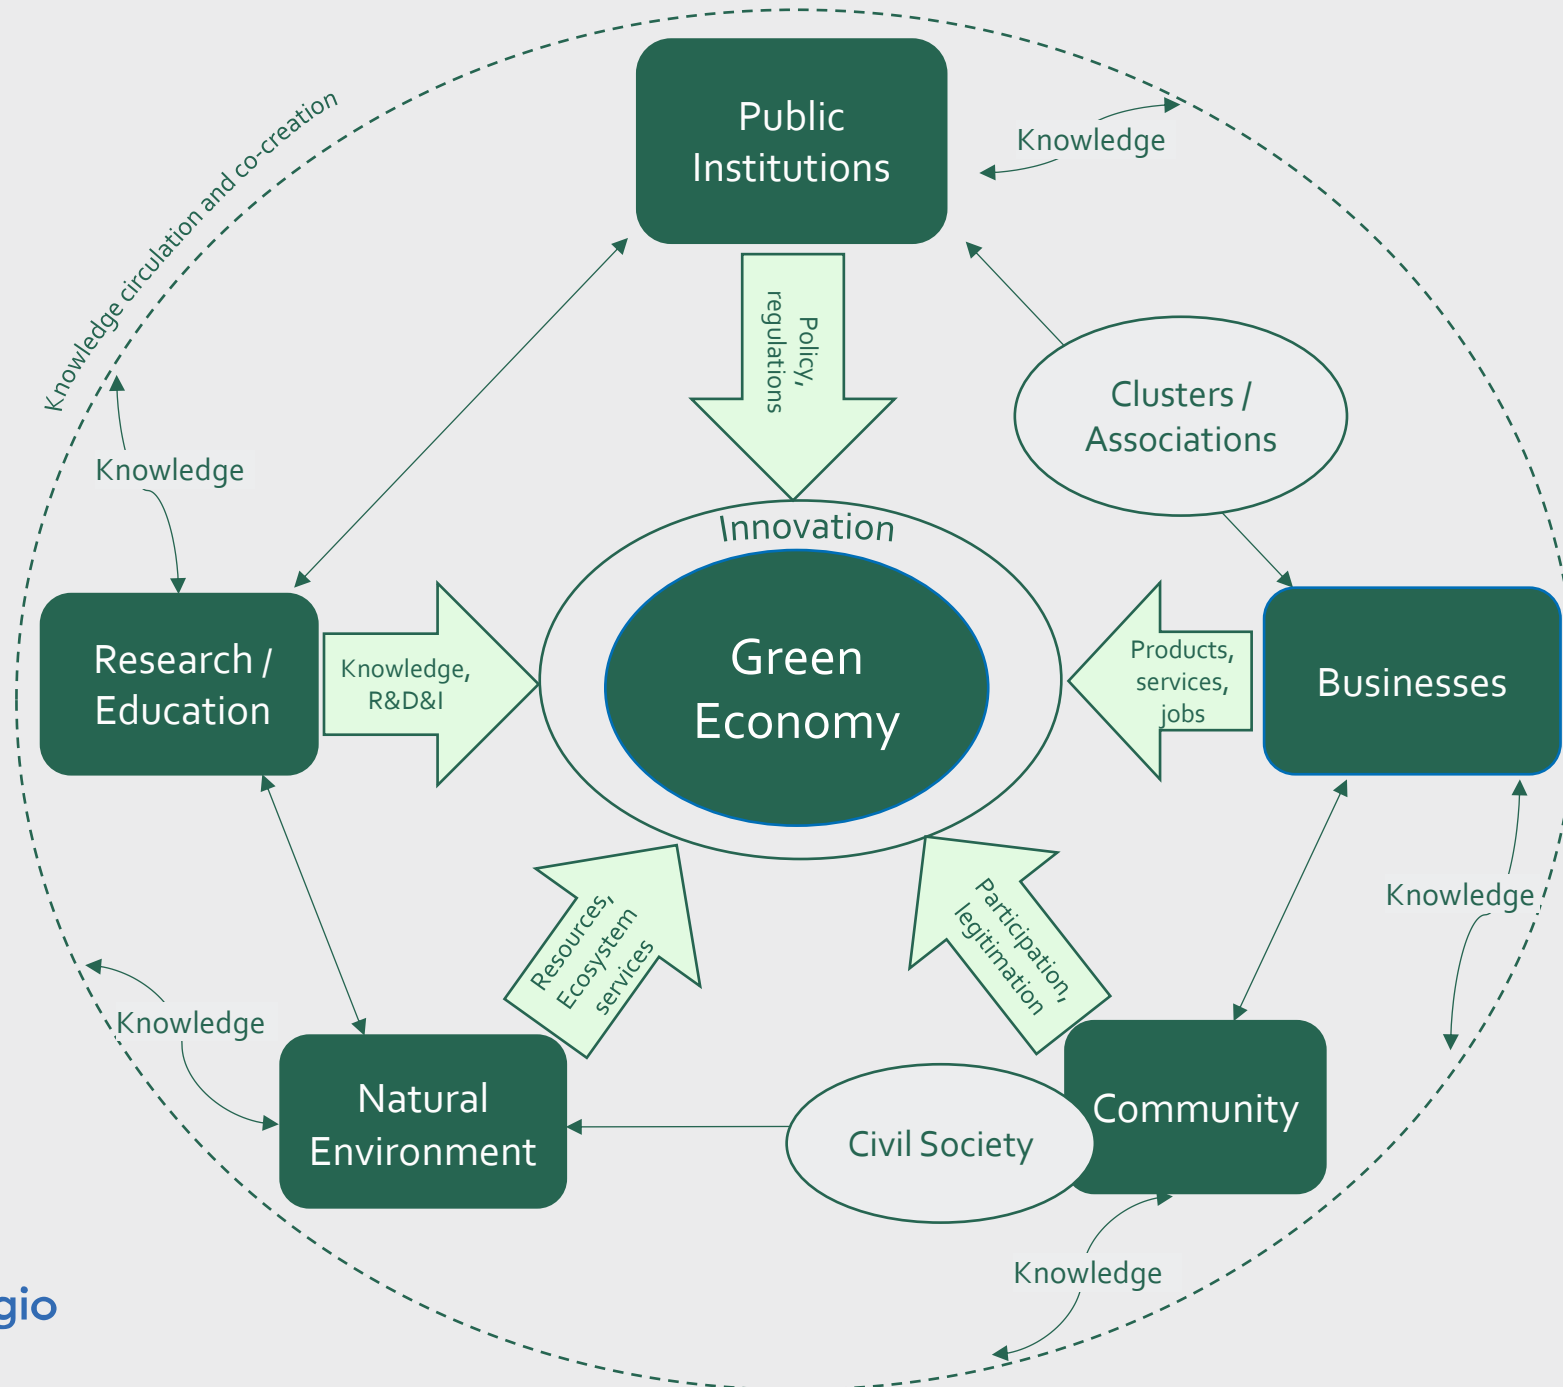 Public
Institutions
Knowledge
Knowledge circulation and co-creation
Policy,
regulations
Clusters /
Associations
Knowledge
Innovation
Green
Economy
Research /
Education
Knowledge,
R&D&I
Products,
services,
jobs
Businesses
Knowledge
Resources,
Ecosystem
services
Participation,
legitimation
Knowledge
Natural
Environment
Civil Society
Community
Knowledge
gio